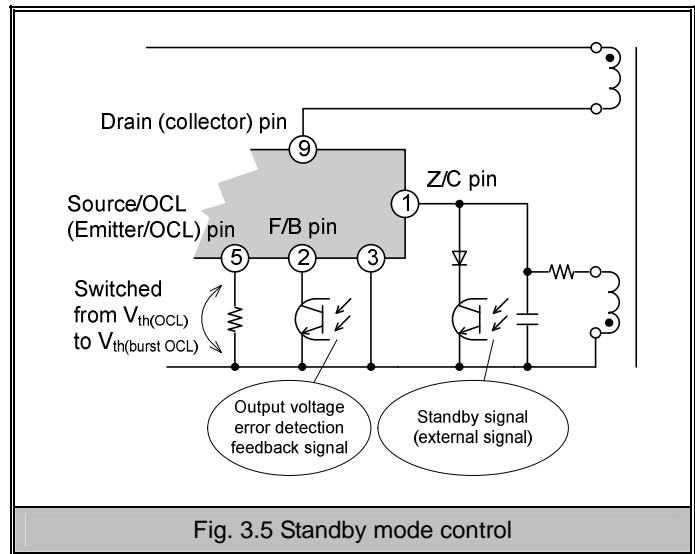 Drain (collector) pin
9
Z/C pin
1
Source/OCL
(Emitter/OCL) pin
F/B pin
5
2
3
Switched
from Vth(OCL)
to Vth(burst OCL)
Output voltage
error detection
feedback signal
Standby signal
(external signal)
Fig. 3.5 Standby mode control